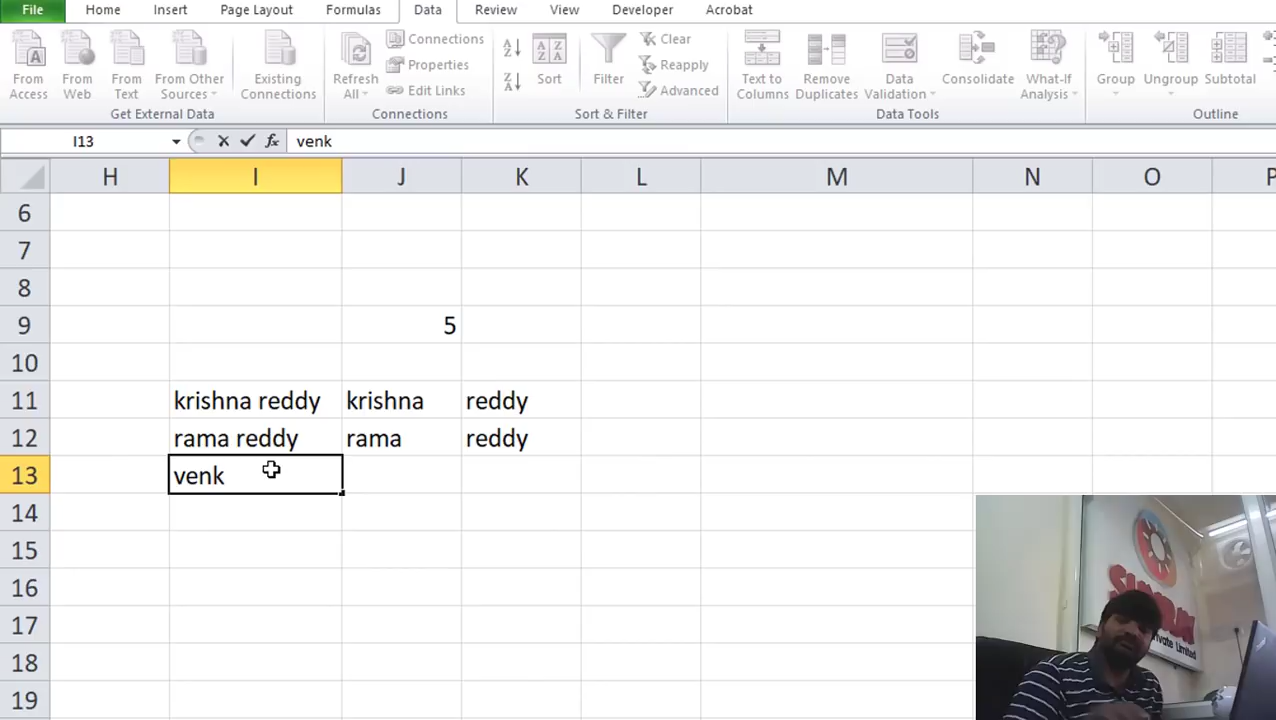 File Home Insert Page Layout Formulas Data Review View Developer Acrobat
From Access
From Web
From Text
From Other Sources
Existing Connections
Get External Data
Refresh All
Connections
Properties
Edit Links
Connections
Sort
Filter
Clear
Reapply
Advanced
Sort & Filter
Text to Columns
Remove Duplicates
Data Validation
Consolidate
What-If Analysis
Data Tools
Group
Ungroup
Subtotal
Outline
I13 fx venk
H I J K L M N O P
6
7
8
9 5
10
11 krishna reddy krishna reddy
12 rama reddy rama reddy
13 venk
14
15
16
17
18
19
Private Limited